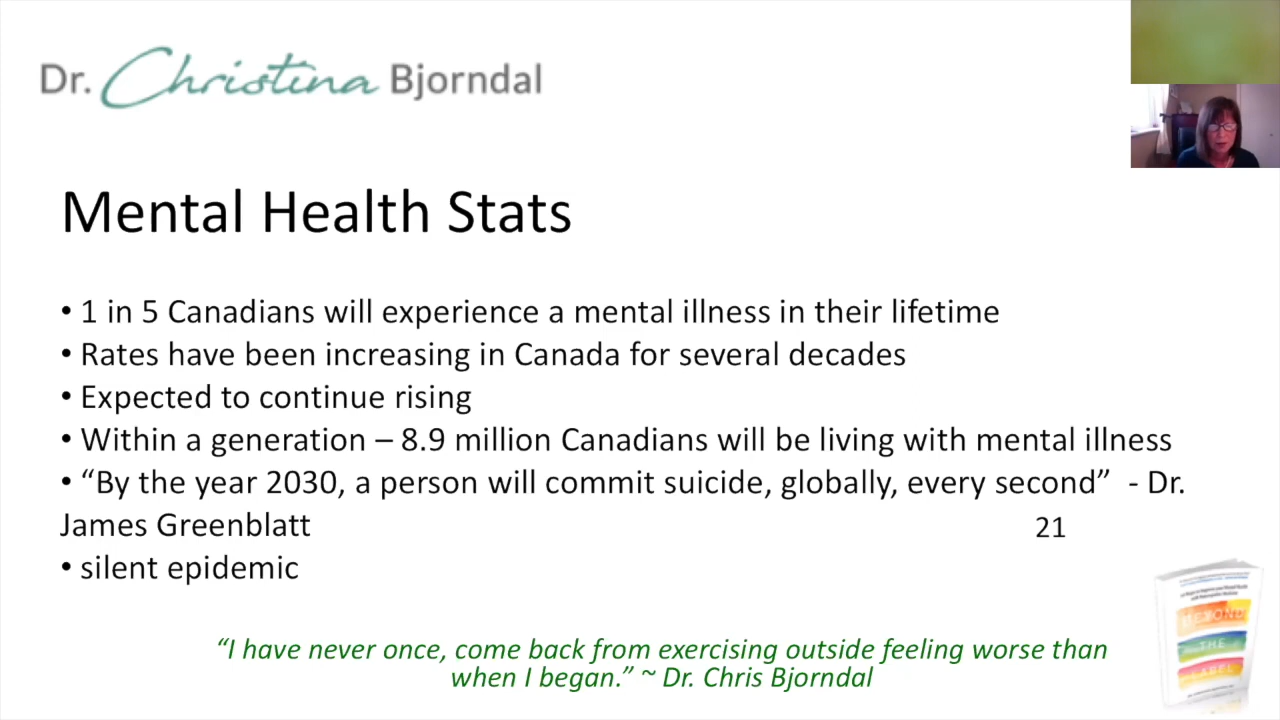 Dr. Christina Bjorndal
Mental Health Stats
• 1 in 5 Canadians will experience a mental illness in their lifetime
• Rates have been increasing in Canada for several decades
• Expected to continue rising
• Within a generation – 8.9 million Canadians will be living with mental illness
• “By the year 2030, a person will commit suicide, globally, every second” - Dr.
James Greenblatt
21
• silent epidemic
BEYOND
THE
LABEL
“I have never once, come back from exercising outside feeling worse than
when I began.” ~ Dr. Chris Bjorndal